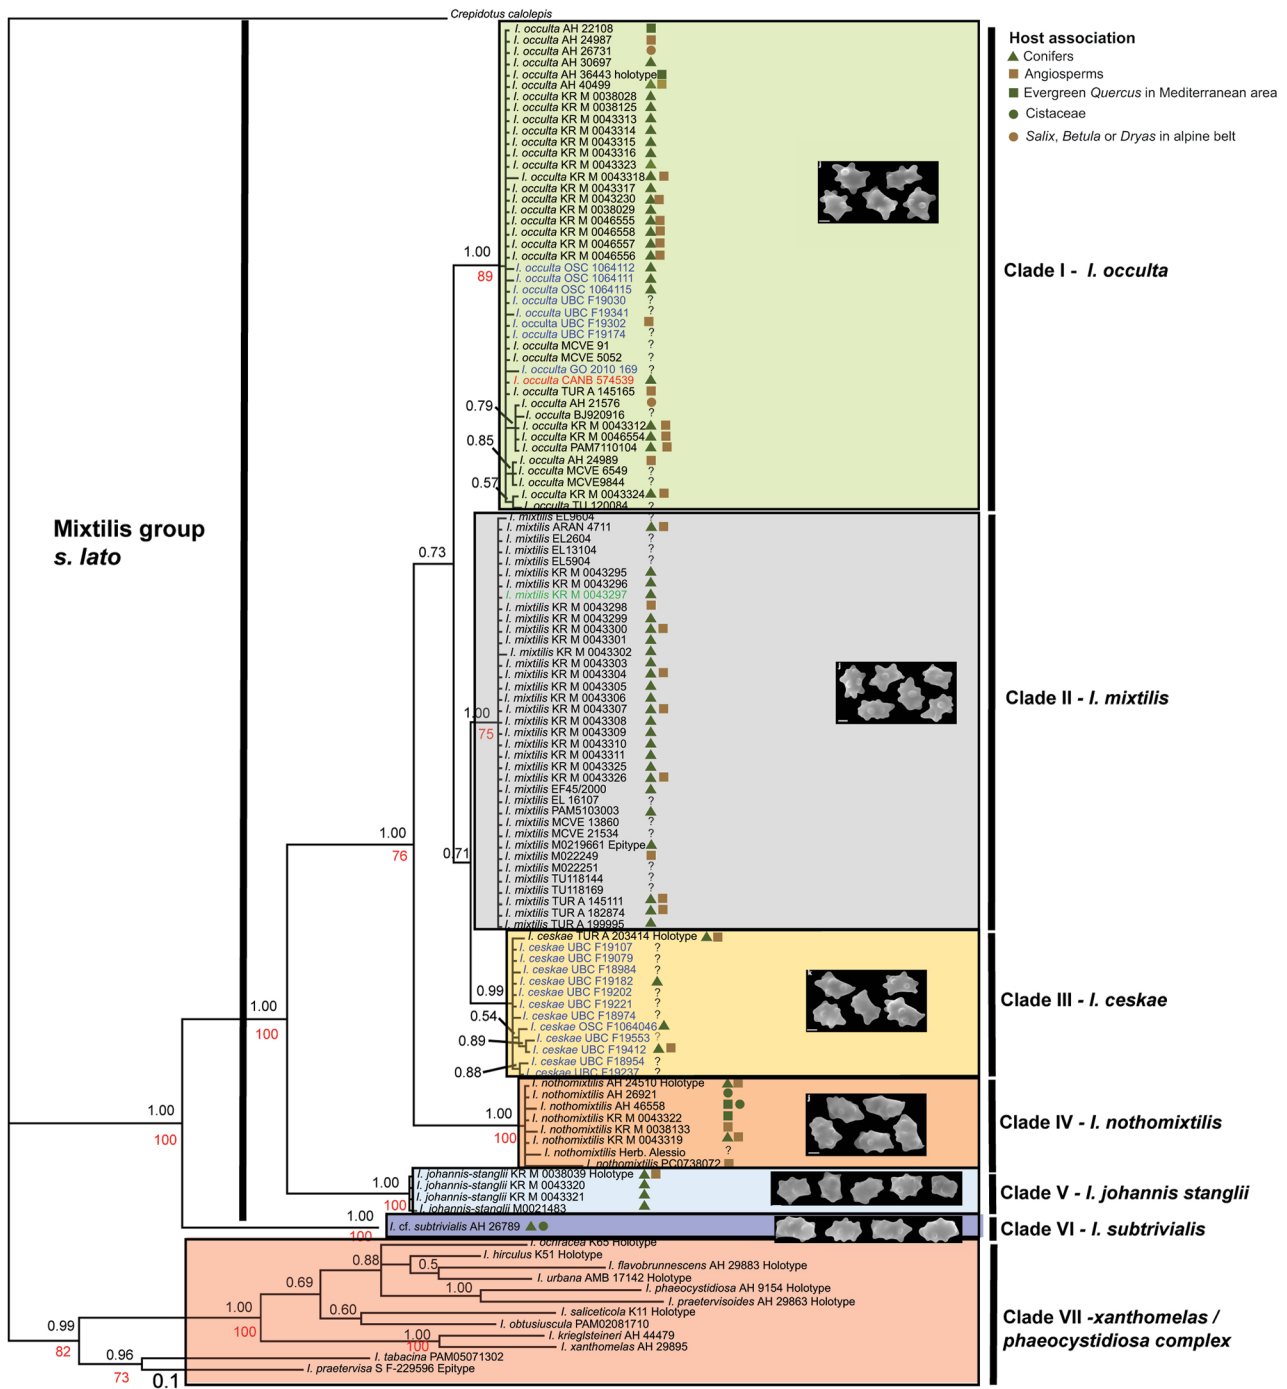 Crepidotus calolepis
I. occulta AH 22108
I. occulta AH 24987
I. occulta AH 26731
I. occulta AH 30697
I. occulta AH 36443 holotype
I. occulta AH 40499
I. occulta KR M 0038028
I. occulta KR M 0038125
I. occulta KR M 0043313
I. occulta KR M 0043314
I. occulta KR M 0043315
I. occulta KR M 0043316
I. occulta KR M 0043323
I. occulta KR M 0043318
I. occulta KR M 0043317
I. occulta KR M 0043230
I. occulta KR M 0038029
I. occulta KR M 0046555
I. occulta KR M 0046558
I. occulta KR M 0046557
I. occulta KR M 0046556
I. occulta OSC 1064112
I. occulta OSC 1064111
I. occulta OSC 1064115
I. occulta UBC F19030 ?
I. occulta UBC F19341 ?
I. occulta UBC F19302
I. occulta UBC F19174 ?
I. occulta MCVE 91 ?
I. occulta MCVE 5052 ?
I. occulta GO 2010 169 ?
I. occulta CANB 574539
I. occulta TUR A 145165
I. occulta AH 21576
I. occulta BJ920916 ?
I. occulta KR M 0043312
I. occulta KR M 0046554
I. occulta PAM7110104
I. occulta AH 24989
I. occulta MCVE 6549 ?
I. occulta MCVE9844 ?
I. occulta KR M 0043324
I. occulta TU 120084 ?
I. mixtilis EL9604 ?
I. mixtilis ARAN 4711
I. mixtilis EL2604 ?
I. mixtilis EL13104 ?
I. mixtilis EL5904 ?
I. mixtilis KR M 0043295
I. mixtilis KR M 0043296
I. mixtilis KR M 0043297
I. mixtilis KR M 0043298
I. mixtilis KR M 0043299
I. mixtilis KR M 0043300
I. mixtilis KR M 0043301
I. mixtilis KR M 0043302
I. mixtilis KR M 0043303
I. mixtilis KR M 0043304
I. mixtilis KR M 0043305
I. mixtilis KR M 0043306
I. mixtilis KR M 0043307
I. mixtilis KR M 0043308
I. mixtilis KR M 0043309
I. mixtilis KR M 0043310
I. mixtilis KR M 0043311
I. mixtilis KR M 0043325
I. mixtilis KR M 0043326
I. mixtilis EF45/2000
I. mixtilis EL 16107 ?
I. mixtilis PAM5103003
I. mixtilis MCVE 13860 ?
I. mixtilis MCVE 21534 ?
I. mixtilis M0219661 Epitype
I. mixtilis M022249
I. mixtilis M022251 ?
I. mixtilis TU118144 ?
I. mixtilis TU118169 ?
I. mixtilis TUR A 145111
I. mixtilis TUR A 182874
I. mixtilis TUR A 199995
I. ceskae TUR A 203414 Holotype
I. ceskae UBC F19107 ?
I. ceskae UBC F19079 ?
I. ceskae UBC F18984 ?
I. ceskae UBC F19182
I. ceskae UBC F19202 ?
I. ceskae UBC F19221 ?
I. ceskae UBC F18974 ?
I. ceskae OSC F1064046
I. ceskae UBC F19553 ?
I. ceskae UBC F19412
I. ceskae UBC F18954 ?
I. ceskae UBC F19237 ?
I. nothomixtilis AH 24510 Holotype
I. nothomixtilis AH 26921
I. nothomixtilis AH 46558
I. nothomixtilis KR M 0043322
I. nothomixtilis KR M 0038133
I. nothomixtilis KR M 0043319
I. nothomixtilis Herb. Alessio ?
I. nothomixtilis PC0738072
I. johannis-stanglii KR M 0038039 Holotype
I. johannis-stanglii KR M 0043320
I. johannis-stanglii KR M 0043321
I. johannis-stanglii M0021483
I. cf. subtrivialis AH 26789
I. ochracea K65 Holotype
I. hirculus K51 Holotype
I. flavobrunnescens AH 29883 Holotype
I. urbana AMB 17142 Holotype
I. phaeocystidiosa AH 9154 Holotype
I. praetervisoides AH 29863 Holotype
I. saliceticola K11 Holotype
I. obtusiuscula PAM02081710
I. krieglsteineri AH 44479
I. xanthomelas AH 29895
I. tabacina PAM05071302
I. praetervisa S F-229596 Epitype
Host association
Conifers
Angiosperms
Evergreen Quercus in Mediterranean area
Cistaceae
Salix, Betula or Dryas in alpine belt
Clade I - I. occulta
Clade II - I. mixtilis
Clade III - I. ceskae
Clade IV - I. nothomixtilis
Clade V - I. johannis stanglii
Clade VI - I. subtrivialis
Clade VII -xanthomelas /
phaeocystidiosa complex
Mixtilis group
s. lato
1.00
89
0.79
0.85
0.57
0.73
1.00
75
0.71
1.00
76
0.99
0.54
0.89
0.88
1.00
100
1.00
100
1.00
100
1.00
100
1.00
100
0.88
0.5
0.69
1.00
0.60
1.00
100
1.00
100
0.99
82
0.96
73
0.1
j
j
k
j